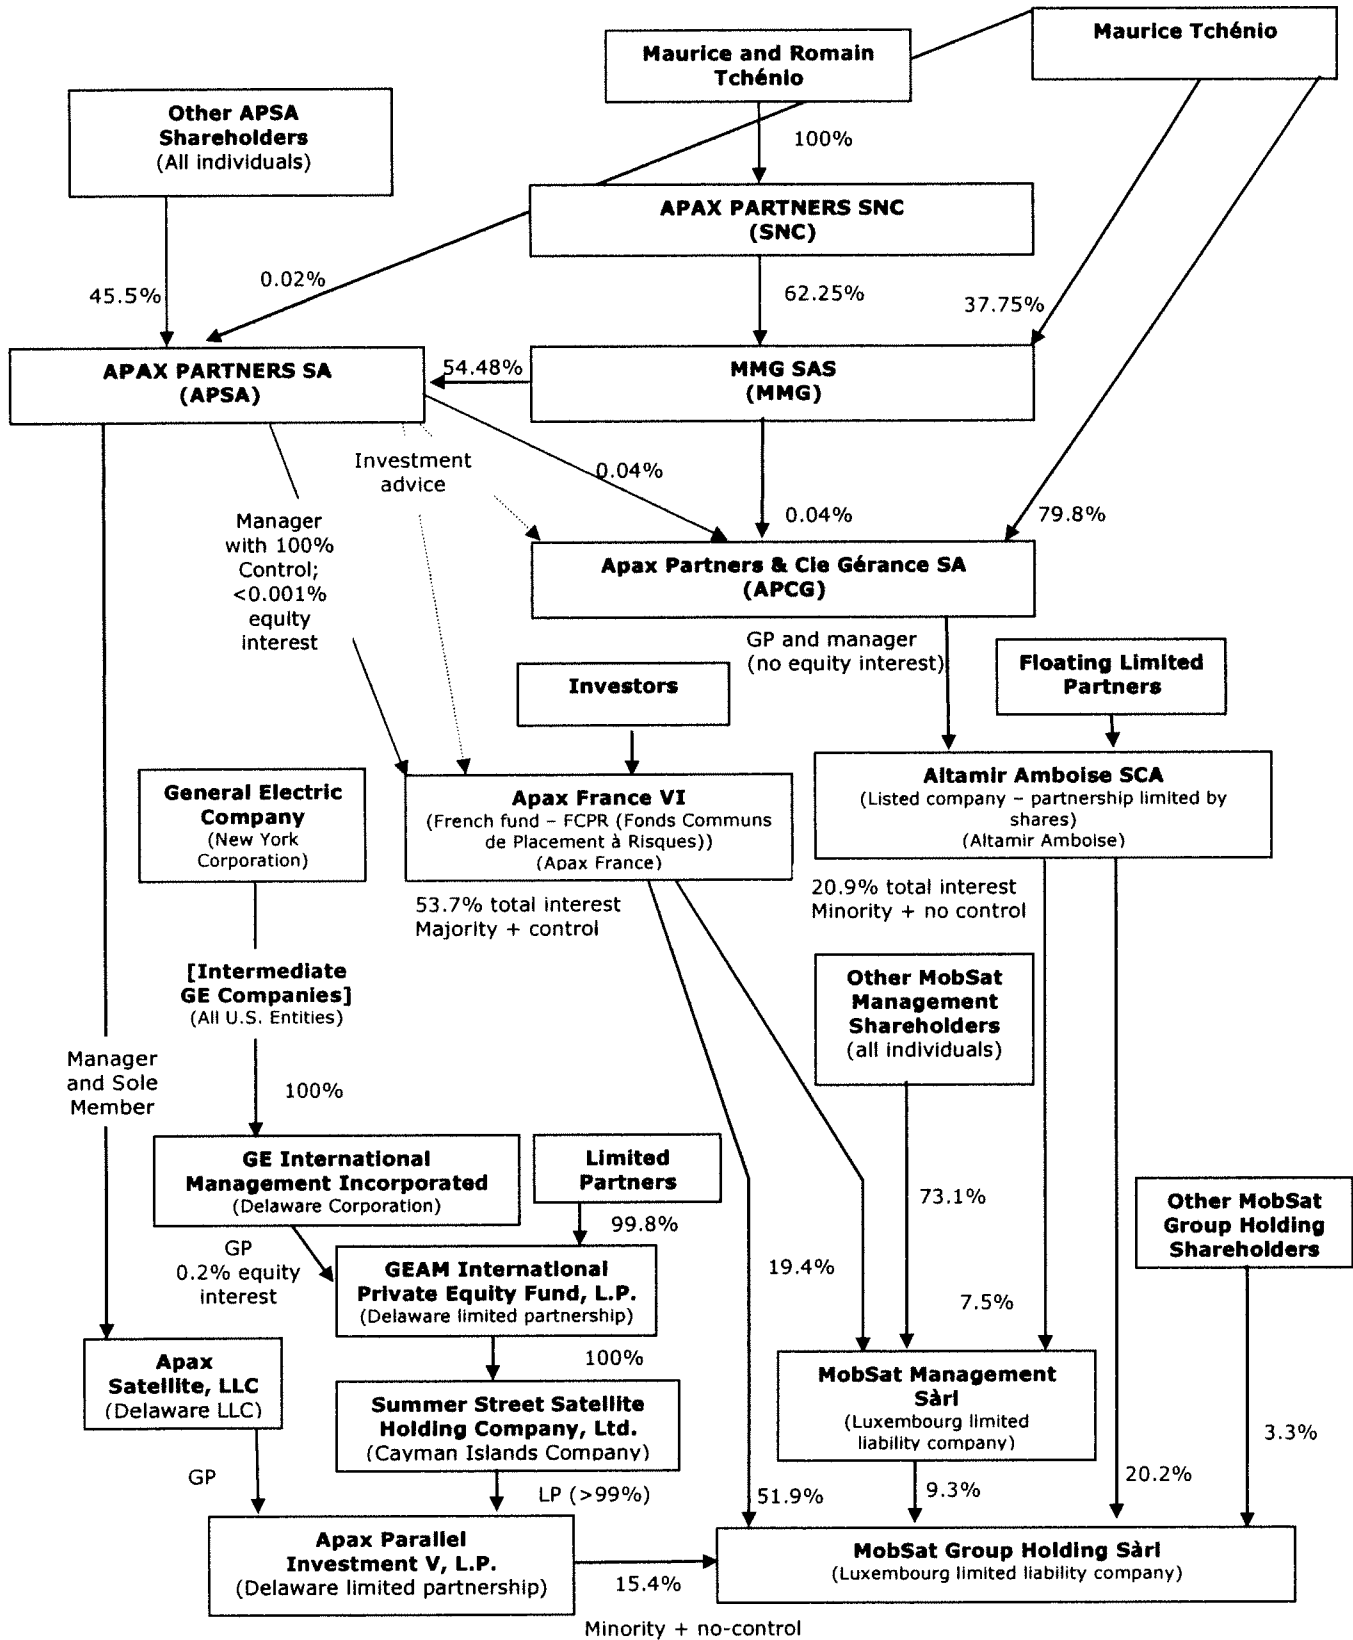 Maurice and Romain
Tchénio
Maurice Tchénio
Other APSA
Shareholders
(All individuals)
100%
APAX PARTNERS SNC
(SNC)
0.02%
45.5%
62.25%
37.75%
APAX PARTNERS SA
(APSA)
54.48%
MMG SAS
(MMG)
Investment
advice
0.04%
0.04%
79.8%
Manager
with 100%
Control;
<0.001%
equity
interest
Apax Partners & Cie Gérance SA
(APCG)
GP and manager
(no equity interest)
Investors
Floating Limited
Partners
General Electric
Company
(New York
Corporation)
Apax France VI
(French fund – FCPR (Fonds Communs
de Placement à Risques))
(Apax France)
Altamir Amboise SCA
(Listed company – partnership limited by
shares)
(Altamir Amboise)
53.7% total interest
Majority + control
20.9% total interest
Minority + no control
[Intermediate
GE Companies]
(All U.S. Entities)
Other MobSat
Management
Shareholders
(all individuals)
Manager
and Sole
Member
100%
GE International
Management Incorporated
(Delaware Corporation)
Limited
Partners
99.8%
73.1%
Other MobSat
Group Holding
Shareholders
GP
0.2% equity
interest
GEAM International
Private Equity Fund, L.P.
(Delaware limited partnership)
19.4%
7.5%
100%
Apax
Satellite, LLC
(Delaware LLC)
Summer Street Satellite
Holding Company, Ltd.
(Cayman Islands Company)
MobSat Management
Sàrl
(Luxembourg limited
liability company)
3.3%
GP
LP (>99%)
51.9%
9.3%
20.2%
Apax Parallel
Investment V, L.P.
(Delaware limited partnership)
15.4%
MobSat Group Holding Sàrl
(Luxembourg limited liability company)
Minority + no-control